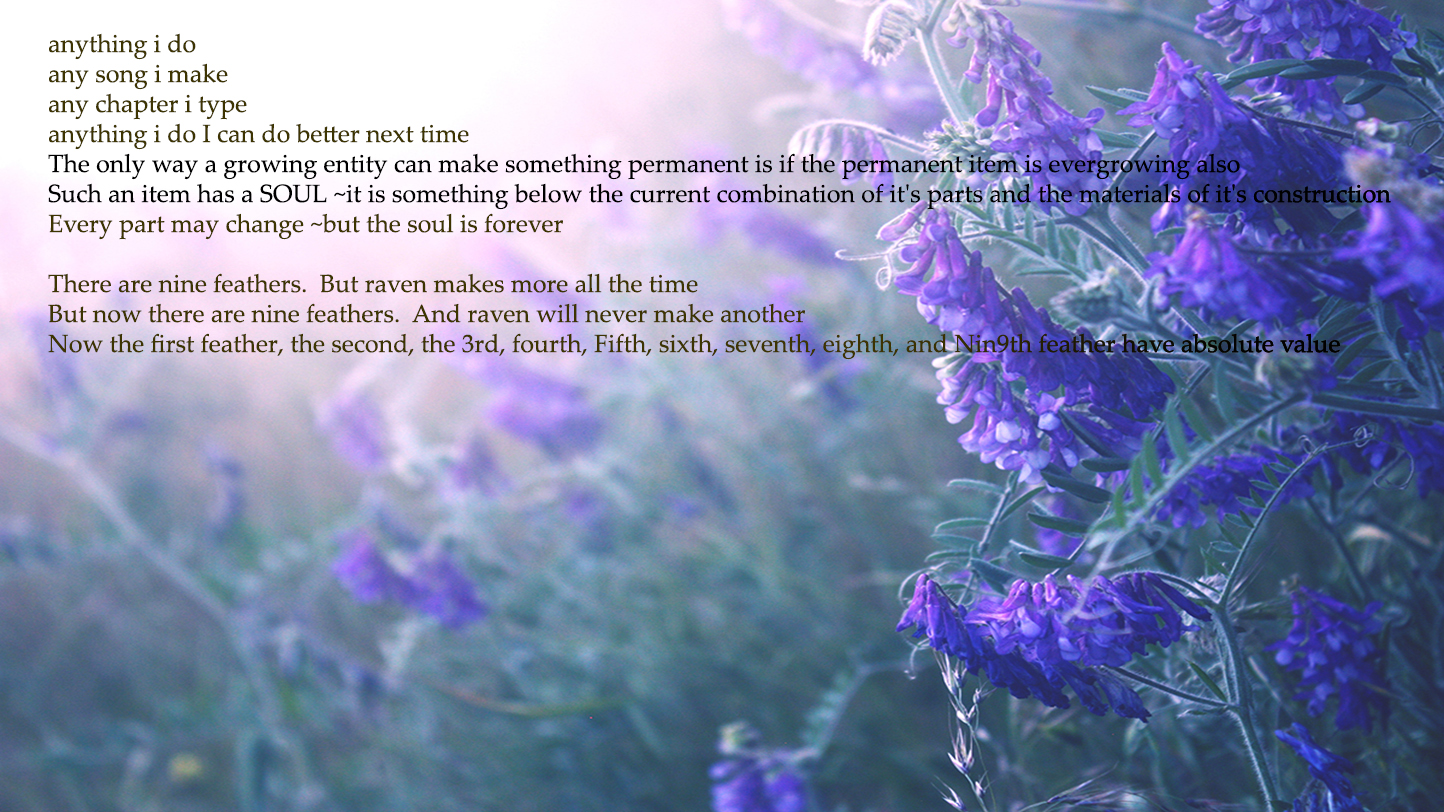 anything i do
any song i make
any chapter i type
anything i do I can do better next time
The only way a growing entity can make something permanent is if the permanent item is evergrowing also
Such an item has a SOUL ~it is something below the current combination of it's parts and the materials of it's construction
Every part may change ~but the soul is forever
There are nine feathers.  But raven makes more all the time
But now there are nine feathers.  And raven will never make another
Now the first feather, the second, the 3rd, fourth, Fifth, sixth, seventh, eighth, and Nin9th feather have absolute value